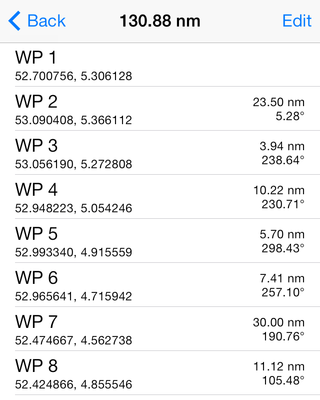 Back 130.88 nm Edit
WP 1
52.700756, 5.306128
WP 2
23.50 nm
53.090408, 5.366112
5.28°
WP 3
3.94 nm
53.056190, 5.272808
238.64°
WP 4
10.22 nm
52.948223, 5.054246
230.71°
WP 5
5.70 nm
52.993340, 4.915559
298.43°
WP 6
7.41 nm
52.965641, 4.715942
257.10°
WP 7
30.00 nm
52.474667, 4.562738
190.76°
WP 8
11.12 nm
52.424866, 4.855546
105.48°